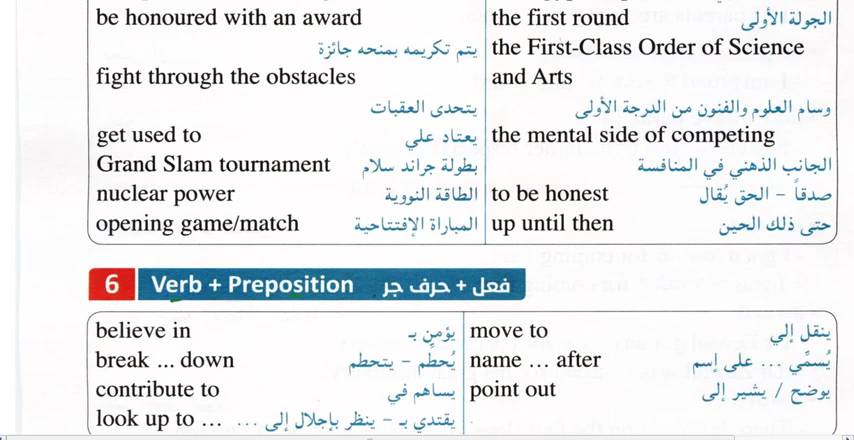 be honoured with an award
يتم تكريمه بمنحه جائزة
fight through the obstacles
يتحدى العقبات
get used to يعتاد علي
Grand Slam tournament بطولة جراند سلام
nuclear power الطاقة النووية
opening game/match المباراة الإفتتاحية
the first round الجولة الأولى
the First-Class Order of Science
and Arts
وسام العلوم والفنون من الدرجة الأولى
the mental side of competing
الجانب الذهني في المنافسة
to be honest صدقاً – الحق يُقال
up until then حتى ذلك الحين
6 Verb + Preposition فعل + حرف جر
believe in يؤمن بـ
break ... down يُحطِّم – يتحطم
contribute to يساهم في
look up to ... يقتدي بـ – ينظر بإجلال إلى ...
move to ينقل إلي
name ... after يُسمِّي ... على إسم
point out يوضح / يشير إلى